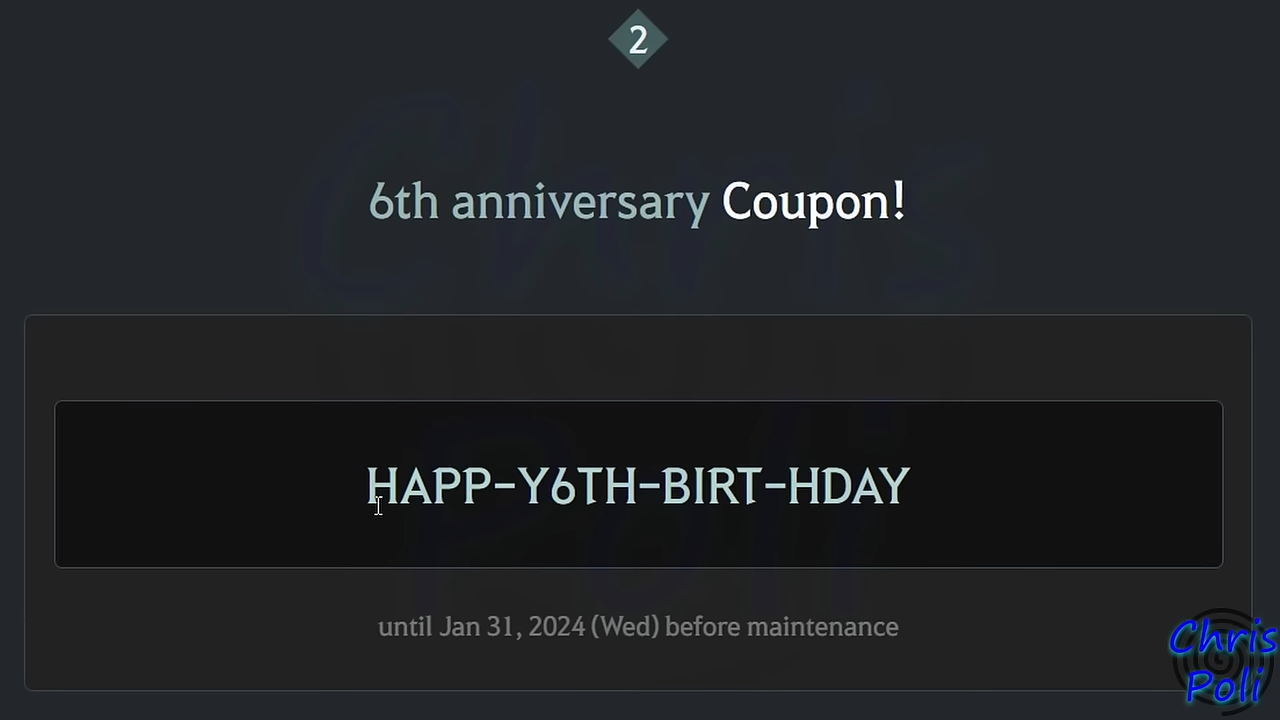 2
6th anniversary Coupon!
HAPP-Y6TH-BIRT-HDAY
until Jan 31, 2024 (Wed) before maintenance
Chris
Poli